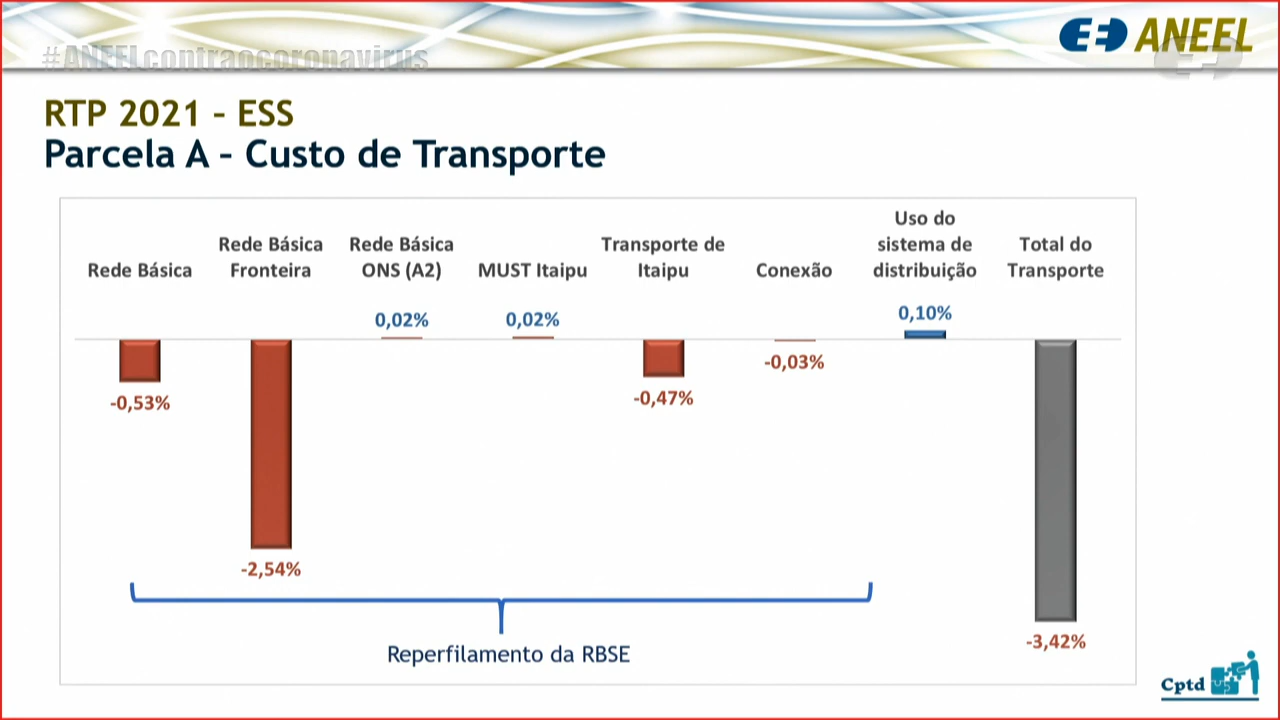 #ANEELcontraocoronavirus
ANEEL
RTP 2021 – ESS
Parcela A – Custo de Transporte
Rede Básica
Rede Básica
Fronteira
Rede Básica
ONS (A2)
MUST Itaipu
Transporte de
Itaipu
Conexão
Uso do
sistema de
distribuição
Total do
Transporte
-0,53%
-2,54%
0,02%
0,02%
-0,47%
-0,03%
0,10%
-3,42%
Reperfilamento da RBSE
Cptd